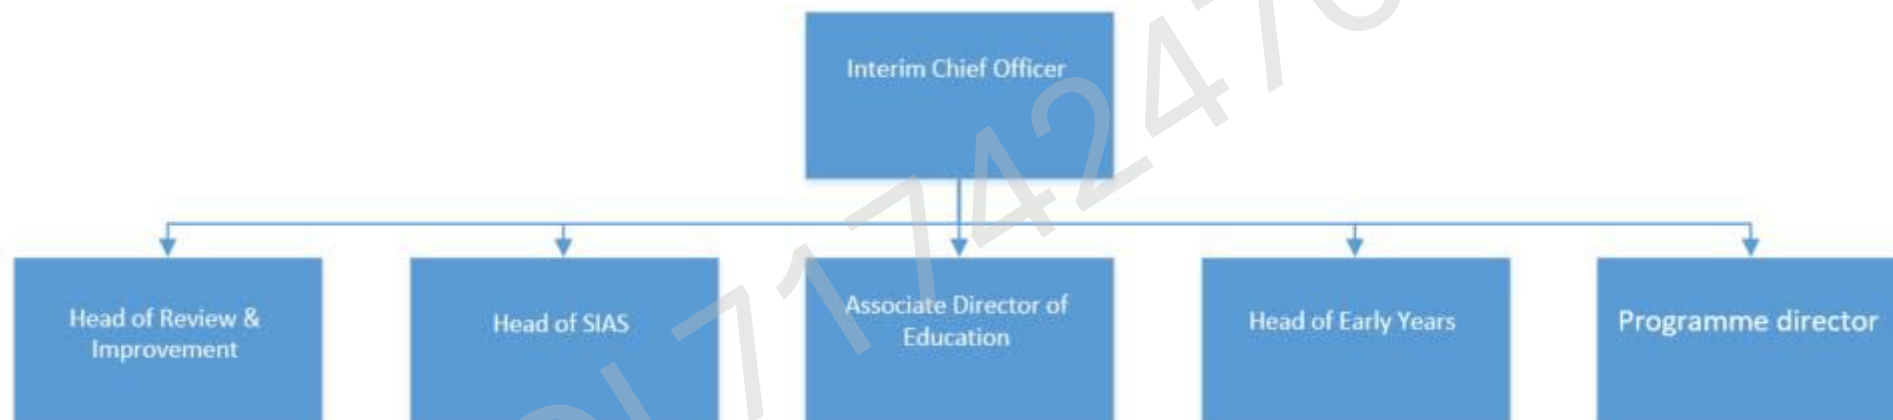 Interim Chief Officer
Head of Review &
Improvement
Head of SIAS
Associate Director of
Education
Head of Early Years
Programme director